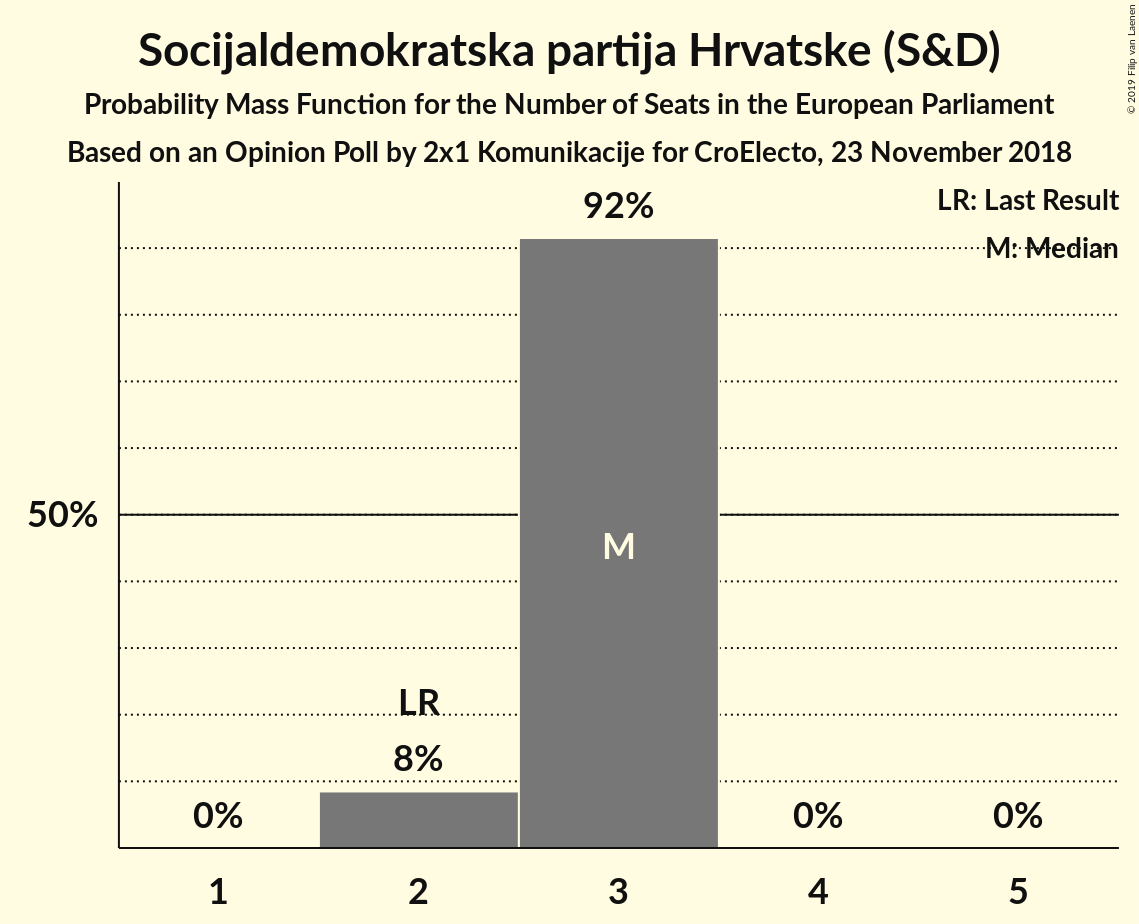 Socijaldemokratska partija Hrvatske (S&D)
Probability Mass Function for the Number of Seats in the European Parliament
Based on an Opinion Poll by 2x1 Komunikacije for CroElecto, 23 November 2018
© 2019 Filip van Laenen
LR: Last Result
M: Median
92%
50%
M
LR
8%
0%
0%
0%
1
2
3
4
5